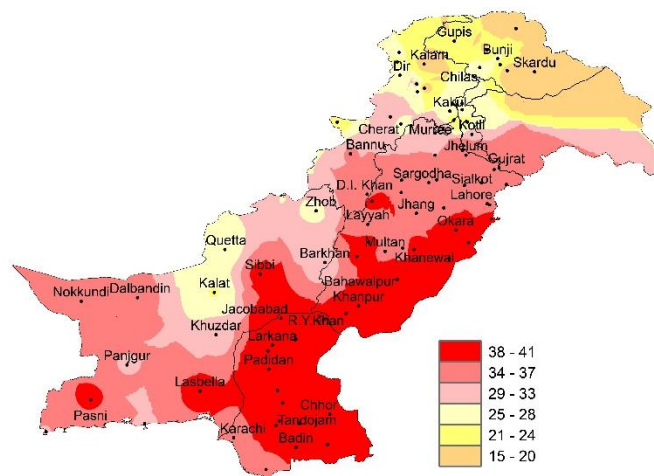 Gupis
Kalam
Bunji
Dir
Skardu
Chilas
Kakul
Cherat
Murree
Kotli
Bannu
Jhelum
Gujrat
D.I. Khan
Sargodha
Sialkot
Zhob
Jhang
Lahore
Layyah
Okara
Quetta
Multan
Khanewal
Sibbi
Barkhan
Bahawalpur
Nokkundi
Dalbandin
Kalat
Khanpur
Jacobabad
R.Y.Khan
Khuzdar
Larkana
Padidan
Panjgur
Lasbella
Pasni
Chhor
Tandojam
Karachi
Badin
38 - 41
34 - 37
29 - 33
25 - 28
21 - 24
15 - 20